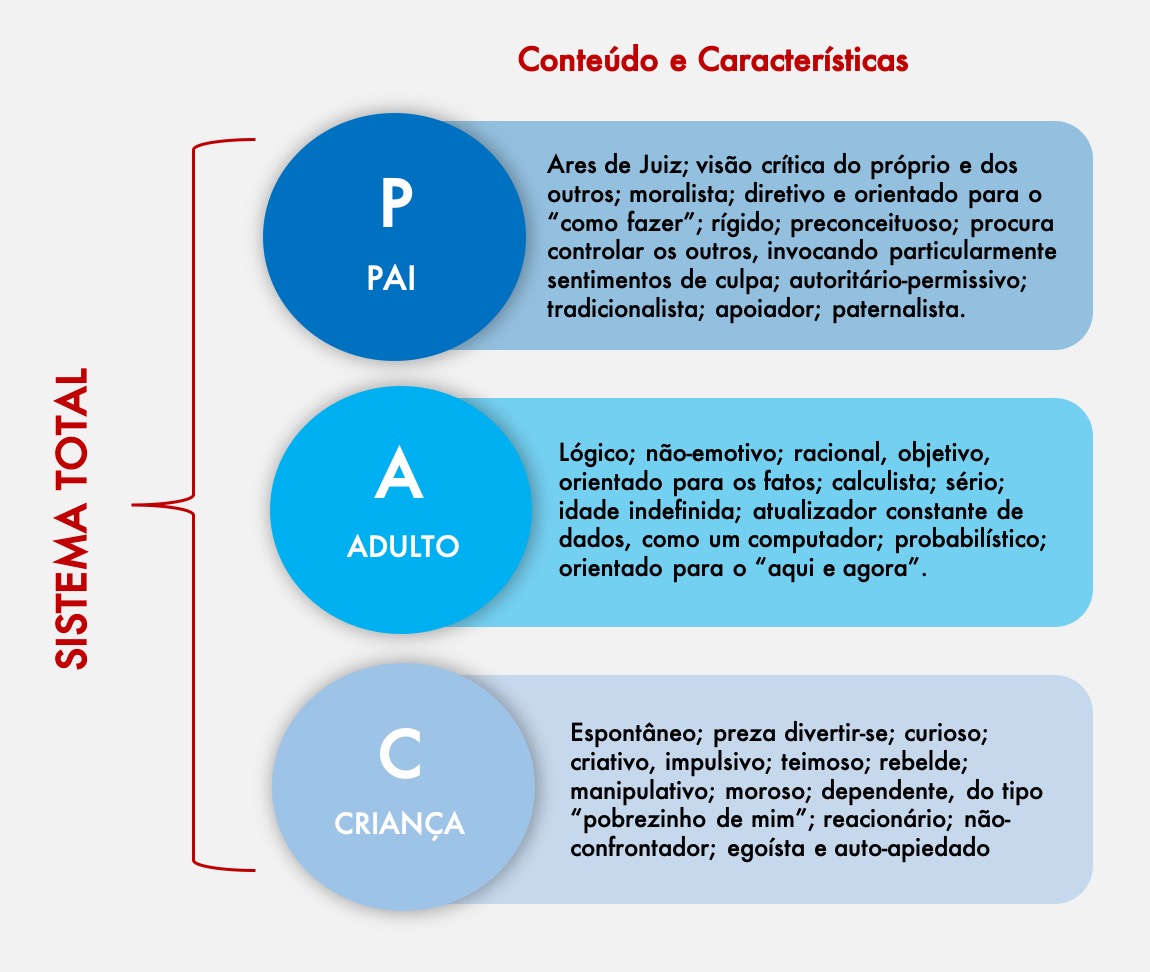 Conteúdo e Características
SISTEMA TOTAL
P
PAI
Ares de Juiz; visão crítica do próprio e dos
outros; moralista; diretivo e orientado para o
“como fazer”; rígido; preconceituoso; procura
controlar os outros, invocando particularmente
sentimentos de culpa; autoritário-permissivo;
tradicionalista; apoiador; paternalista.
A
ADULTO
Lógico; não-emotivo; racional, objetivo,
orientado para os fatos; calculista; sério;
idade indefinida; atualizador constante de
dados, como um computador; probabilístico;
orientado para o “aqui e agora”.
C
CRIANÇA
Espontâneo; preza divertir-se; curioso;
criativo, impulsivo; teimoso; rebelde;
manipulativo; moroso; dependente, do tipo
“pobrezinho de mim”; reacionário; não-
confrontador; egoísta e auto-apiedado